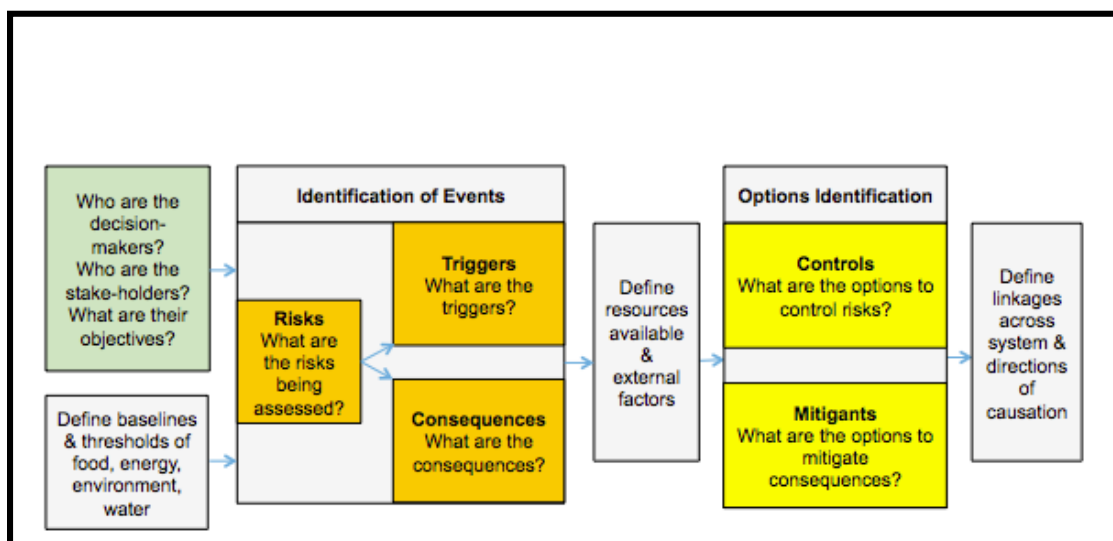 Who are the
decision-
makers?
Who are the
stake-holders?
What are their
objectives?
Define baselines
& thresholds of
food, energy,
environment,
water
Identification of Events
Risks
What are
the risks
being
assessed?
Triggers
What are the
triggers?
Consequences
What are the
consequences?
Define
resources
available
&
external
factors
Options Identification
Controls
What are the options to
control risks?
Mitigants
What are the options to
mitigate
consequences?
Define
linkages
across
system &
directions
of
causation